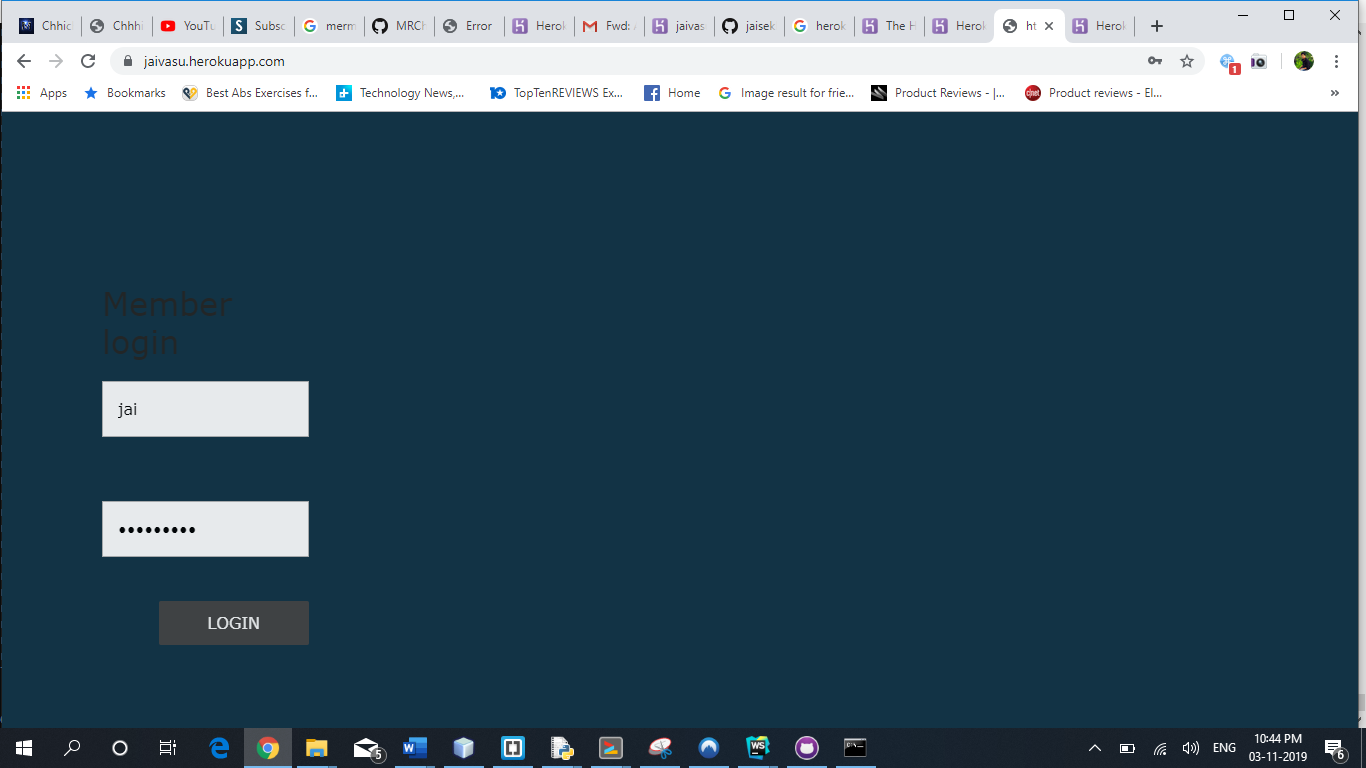 Chhic
Chhhi
YouTu
Subsc
merm
MRCh
Error
Herok
Fwd: A
jaivas
jaisek
herok
The H
Herok
ht
Herok
jaivasu.herokuapp.com
1
Apps
Bookmarks
Best Abs Exercises f...
Technology News,...
TopTenREVIEWS Ex...
Home
Image result for frie...
Product Reviews - |...
Product reviews - El...
Member
login
jai
LOGIN
5
ENG
10:44 PM
03-11-2019
6